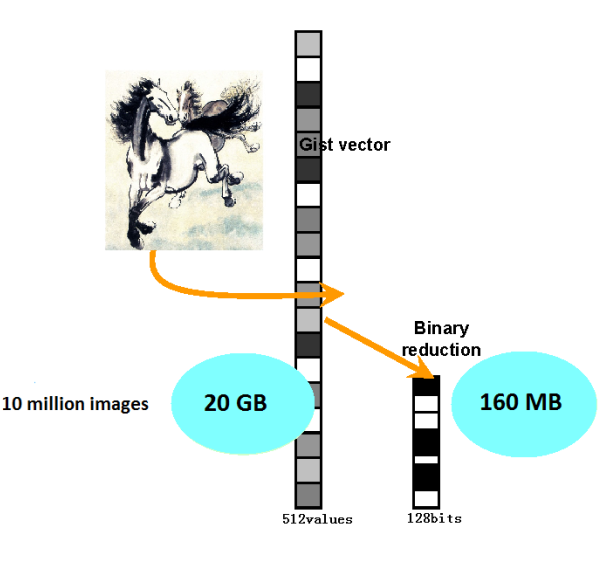 Gist vector
Binary
reduction
10 million images
20 GB
160 MB
512values
128bits